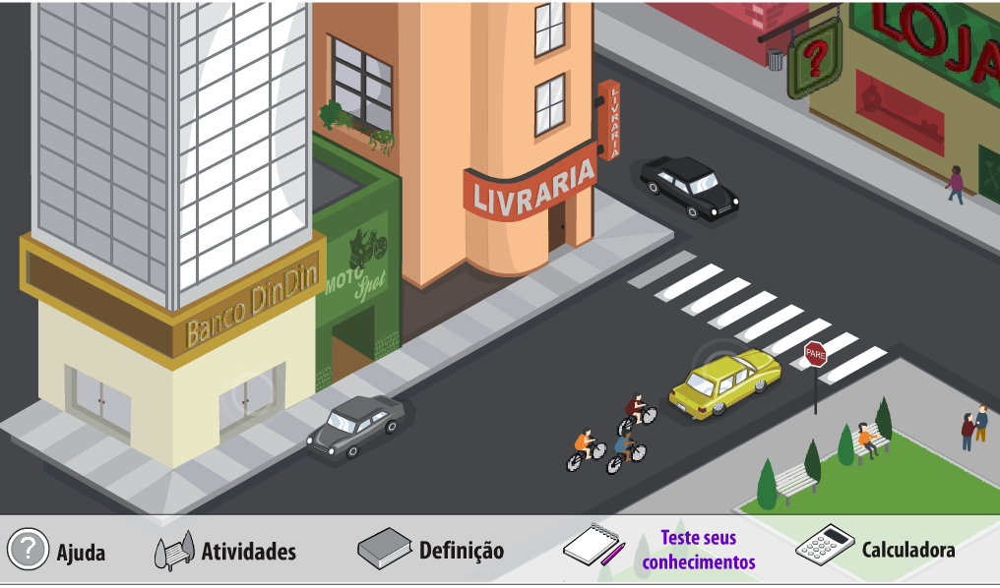 LOJA
?
LIVRARIA
LIVRARIA
MOTO
Spot
Banco DinDin
PARE
?
Ajuda
Atividades
Definição
Teste seus
conhecimentos
Calculadora